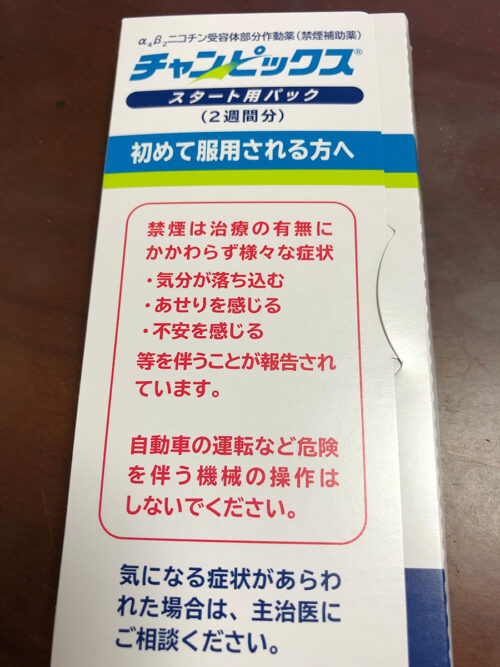 α4β2ニコチン受容体部分作動薬（禁煙補助薬）
チャンピックス®
スタート用パック
（2週間分）
初めて服用される方へ
禁煙は治療の有無に
かかわらず様々な症状
・気分が落ち込む
・あせりを感じる
・不安を感じる
等を伴うことが報告され
ています。
自動車の運転など危険
を伴う機械の操作は
しないでください。
気になる症状があらわ
れた場合は、主治医に
ご相談ください。